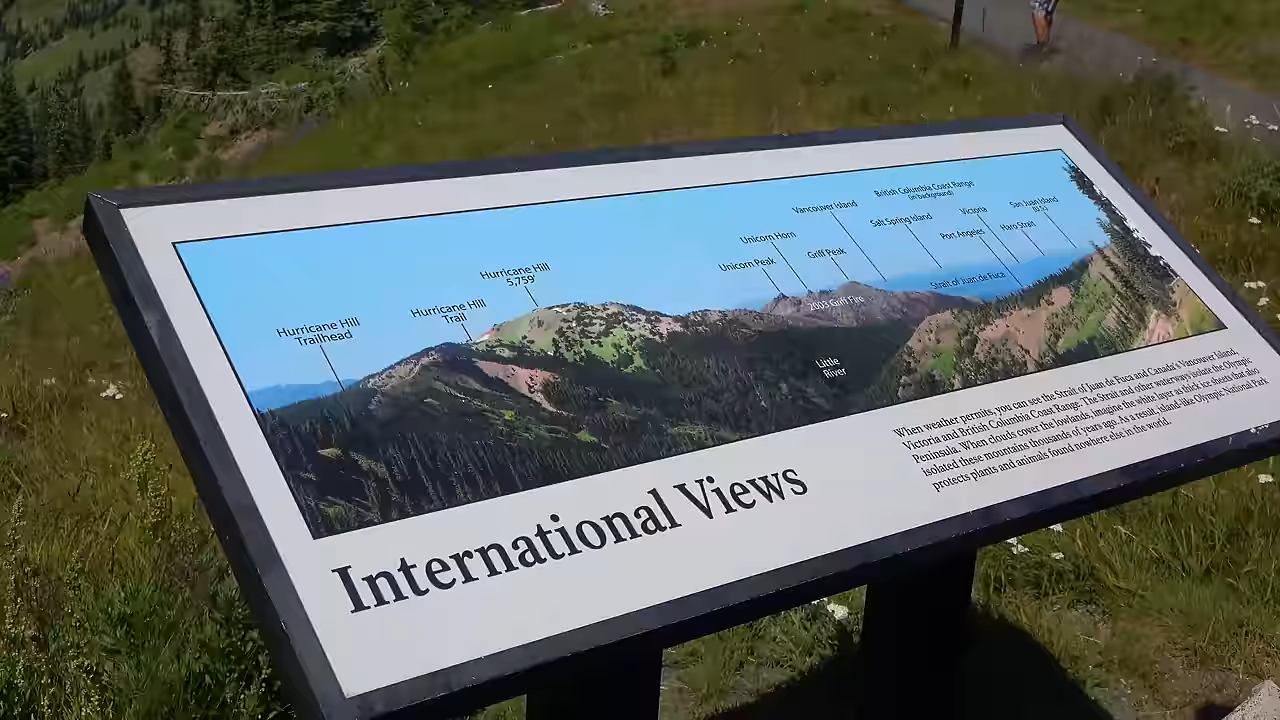 British Columbia Coast Range
(in background)
Vancouver Island
San Juan Island
Salt Spring Island
Victoria
Haro Strait
Port Angeles
Unicorn Horn
Griff Peak
Unicorn Peak
Hurricane Hill
5,759'
Strait of Juan de Fuca
2003 Griff Fire
Hurricane Hill
Trail
Hurricane Hill
Trailhead
Little
River
When weather permits, you can see the Strait of Juan de Fuca and Canada's Vancouver Island,
Victoria and British Columbia Coast Range. The Strait and other waterways isolate the Olympic
Peninsula. When clouds cover the lowlands, imagine the white layer as thick ice sheets that also
isolated these mountains thousands of years ago. As a result, island-like Olympic National Park
protects plants and animals found nowhere else in the world.
International Views